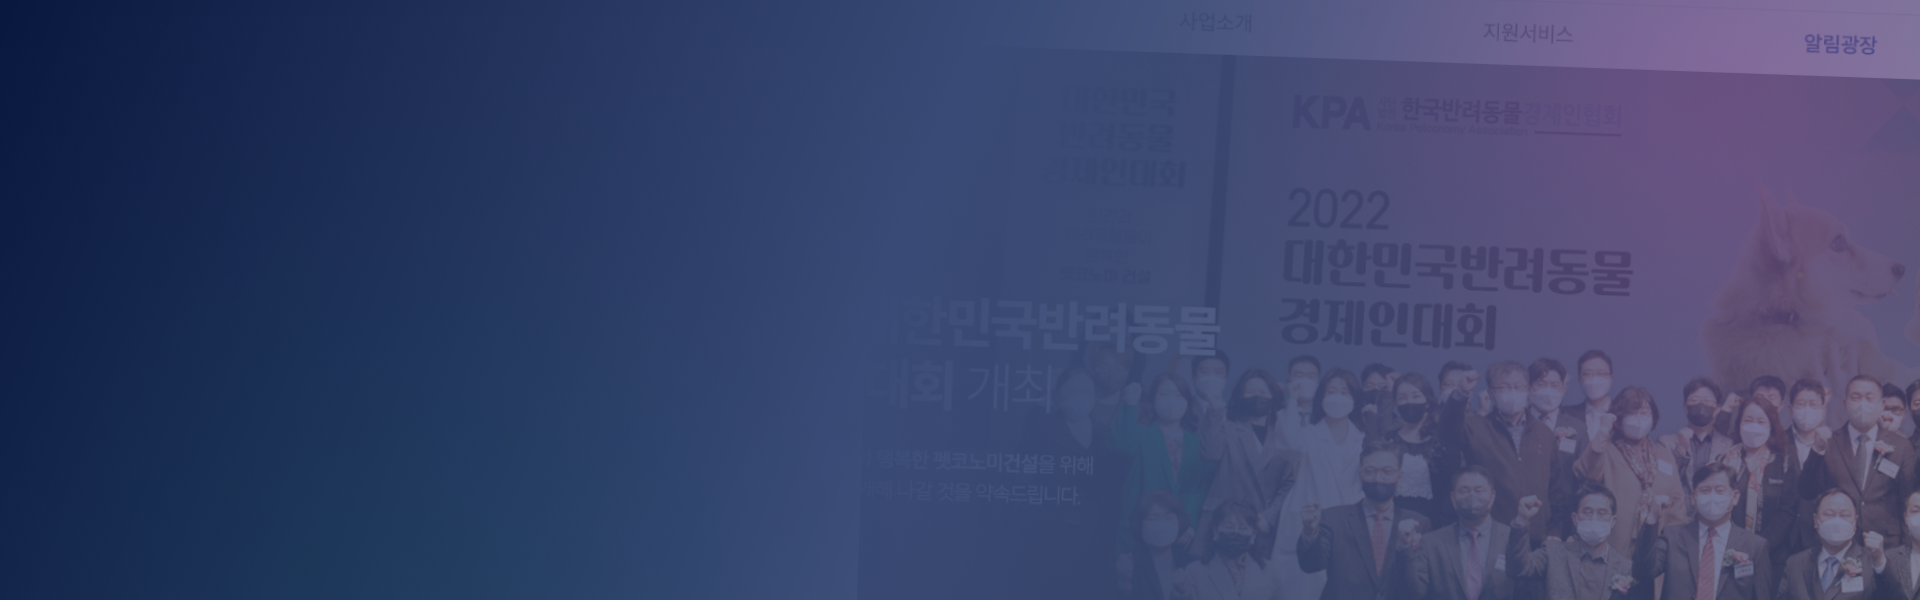 사업소개
지원서비스
알림광장
대한민국
반려동물
경제인대회
KPA 한국반려동물경제인협회
2022
대한민국반려동물
경제인대회
한민국반려동물
대회 개최
행복한 펫코노미건설을 위해
나갈 것을 약속드립니다.